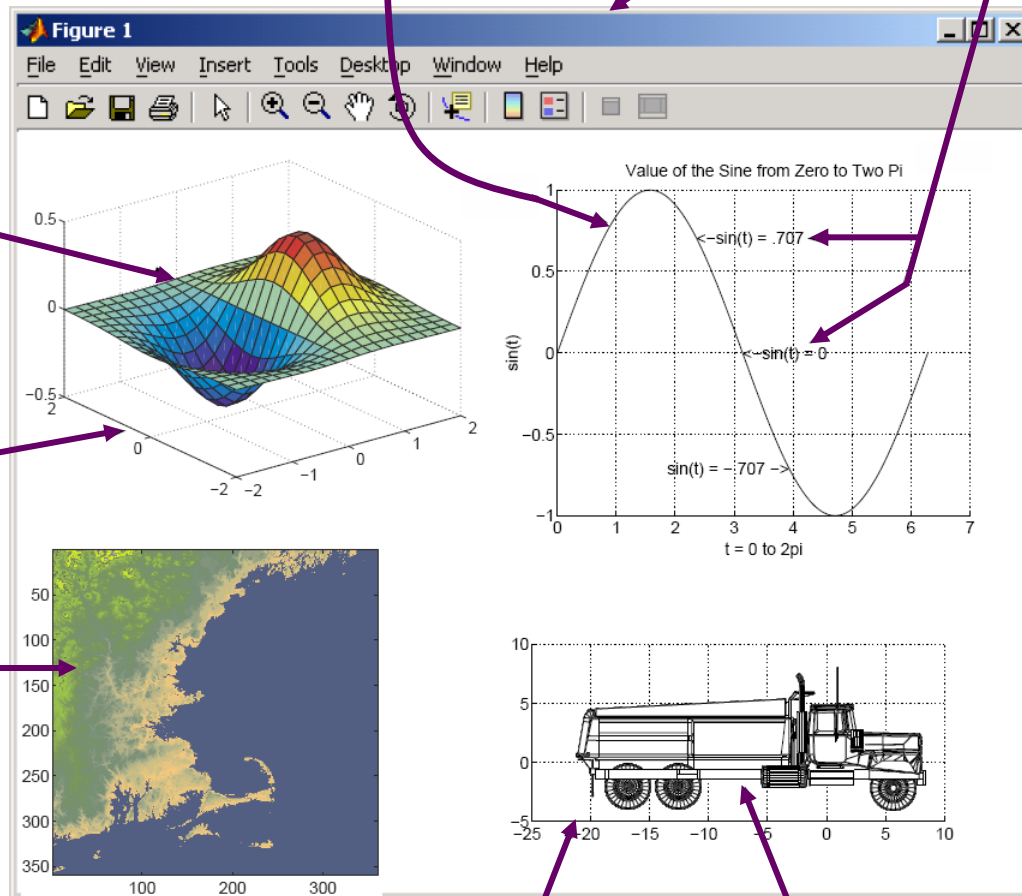 Figure 1
File Edit View Insert Tools Desktop Window Help
0.5
0
−0.5
2
0
−2
−2
−1
0
1
2
Value of the Sine from Zero to Two Pi
1
0.5
0
−0.5
−1
sin(t)
<−sin(t) = .707
<−sin(t) = 0
sin(t) = −.707 −>
0 1 2 3 4 5 6 7
t = 0 to 2pi
50
100
150
200
250
300
350
100 200 300
10
5
0
−5
−25 −20 −15 −10 −5 0 5 10